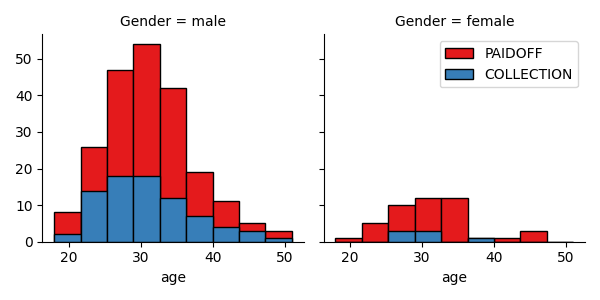 Gender = male
Gender = female
PAIDOFF
COLLECTION
50
40
30
20
10
0
20 30 40 50
20 30 40 50
age
age